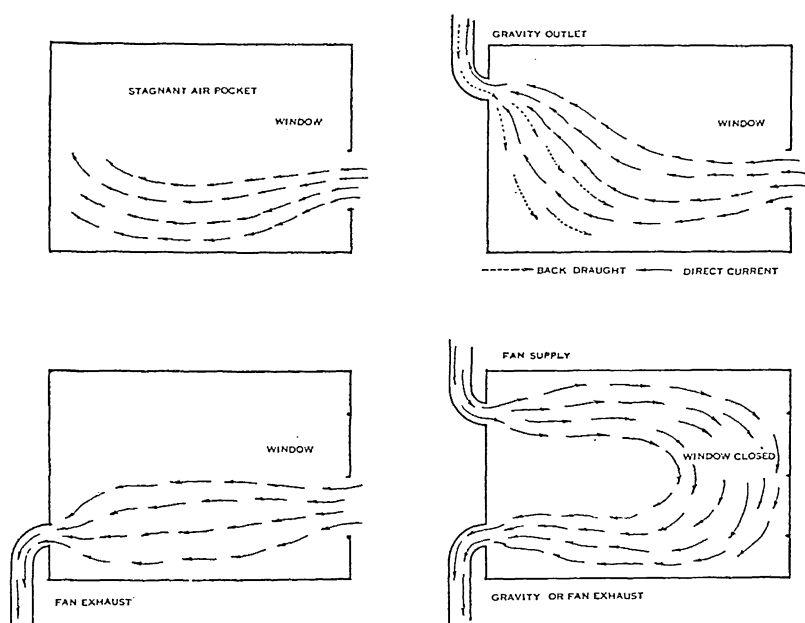 GRAVITY OUTLET
STAGNANT AIR POCKET
WINDOW
WINDOW
BACK DRAUGHT
DIRECT CURRENT
FAN SUPPLY
WINDOW
WINDOW CLOSED
FAN EXHAUST
GRAVITY OR FAN EXHAUST